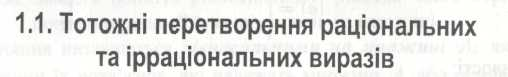 1.1. Тотожні перетворення раціональних
та ірраціональних виразів